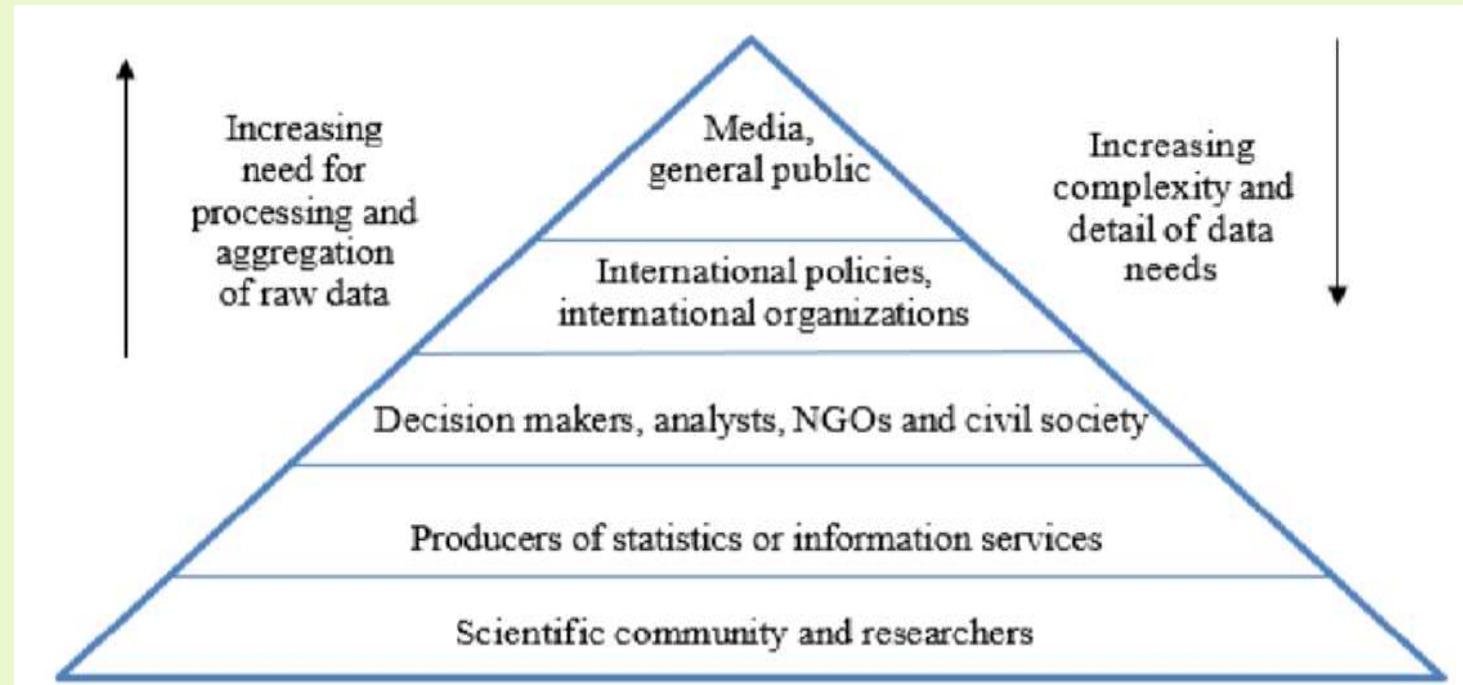 Increasing
need for
processing and
aggregation
of raw data
Media,
general public
Increasing
complexity and
detail of data
needs
International policies,
international organizations
Decision makers, analysts, NGOs and civil society
Producers of statistics or information services
Scientific community and researchers